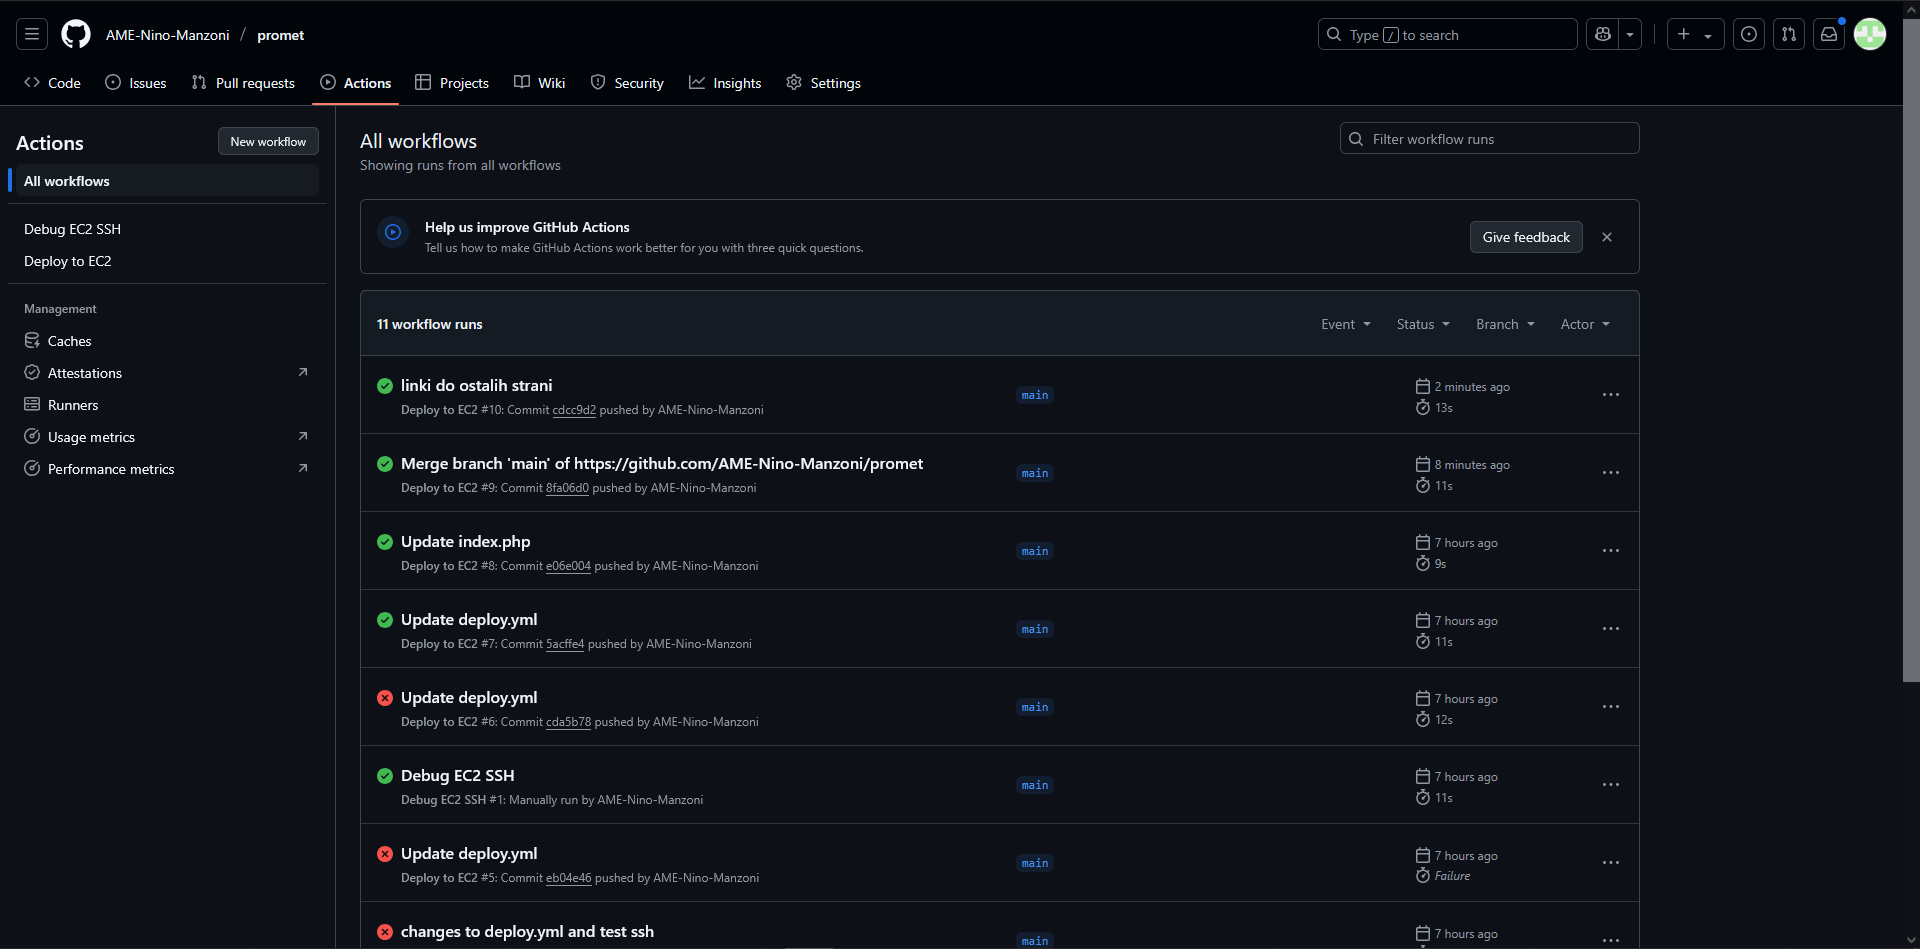 AME-Nino-Manzoni / promet
Type / to search
Code
Issues
Pull requests
Actions
Projects
Wiki
Security
Insights
Settings
Actions
New workflow
All workflows
Debug EC2 SSH
Deploy to EC2
Management
Caches
Attestations
Runners
Usage metrics
Performance metrics
All workflows
Showing runs from all workflows
Filter workflow runs
Help us improve GitHub Actions
Tell us how to make GitHub Actions work better for you with three quick questions.
Give feedback
11 workflow runs
Event
Status
Branch
Actor
linki do ostalih strani
Deploy to EC2 #10: Commit cdcc9d2 pushed by AME-Nino-Manzoni
main
2 minutes ago
13s
Merge branch 'main' of https://github.com/AME-Nino-Manzoni/promet
Deploy to EC2 #9: Commit 8fa06d0 pushed by AME-Nino-Manzoni
main
8 minutes ago
11s
Update index.php
Deploy to EC2 #8: Commit e06e004 pushed by AME-Nino-Manzoni
main
7 hours ago
9s
Update deploy.yml
Deploy to EC2 #7: Commit 5acffe4 pushed by AME-Nino-Manzoni
main
7 hours ago
11s
Update deploy.yml
Deploy to EC2 #6: Commit cda5b78 pushed by AME-Nino-Manzoni
main
7 hours ago
12s
Debug EC2 SSH
Debug EC2 SSH #1: Manually run by AME-Nino-Manzoni
main
7 hours ago
11s
Update deploy.yml
Deploy to EC2 #5: Commit eb04e46 pushed by AME-Nino-Manzoni
main
7 hours ago
Failure
changes to deploy.yml and test ssh
main
7 hours ago